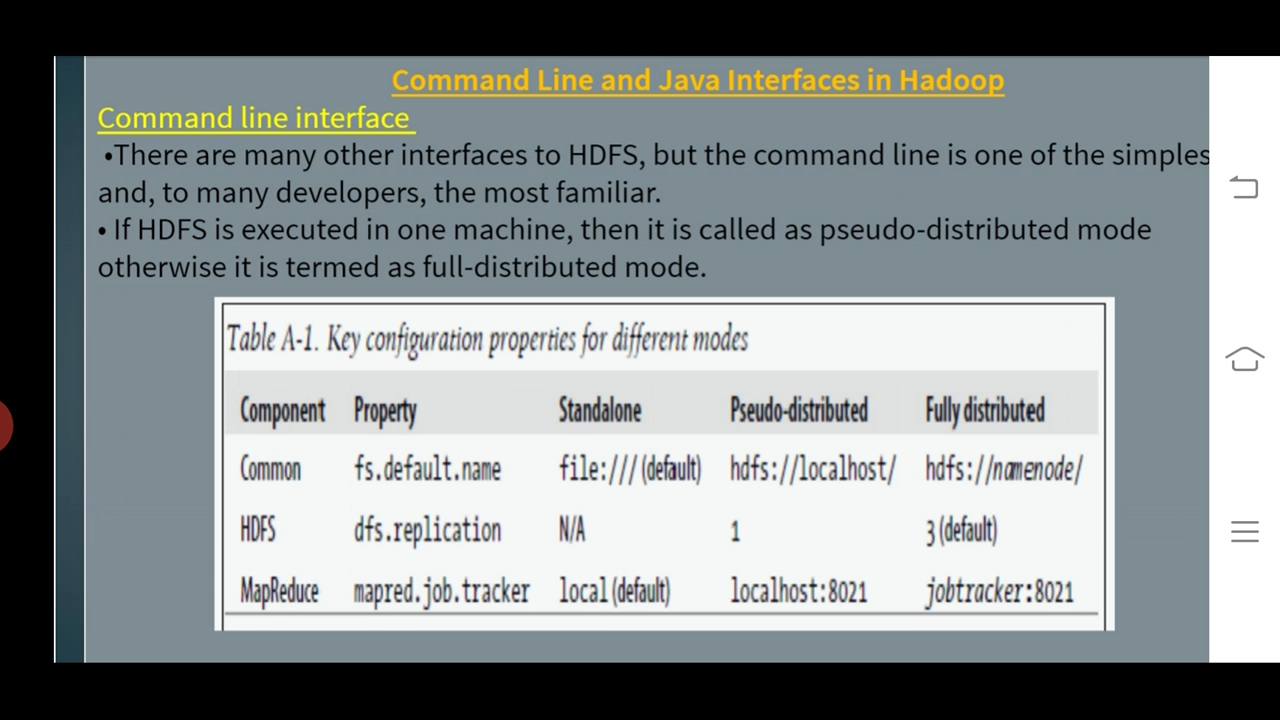 Command Line and Java Interfaces in Hadoop
Command line interface
•There are many other interfaces to HDFS, but the command line is one of the simples
and, to many developers, the most familiar.
• If HDFS is executed in one machine, then it is called as pseudo-distributed mode
otherwise it is termed as full-distributed mode.
Table A-1. Key configuration properties for different modes
Component Property Standalone Pseudo-distributed Fully distributed
Common fs.default.name file:/// (default) hdfs://localhost/ hdfs://namenode/
HDFS dfs.replication N/A 1 3 (default)
MapReduce mapred.job.tracker local (default) localhost:8021 jobtracker:8021